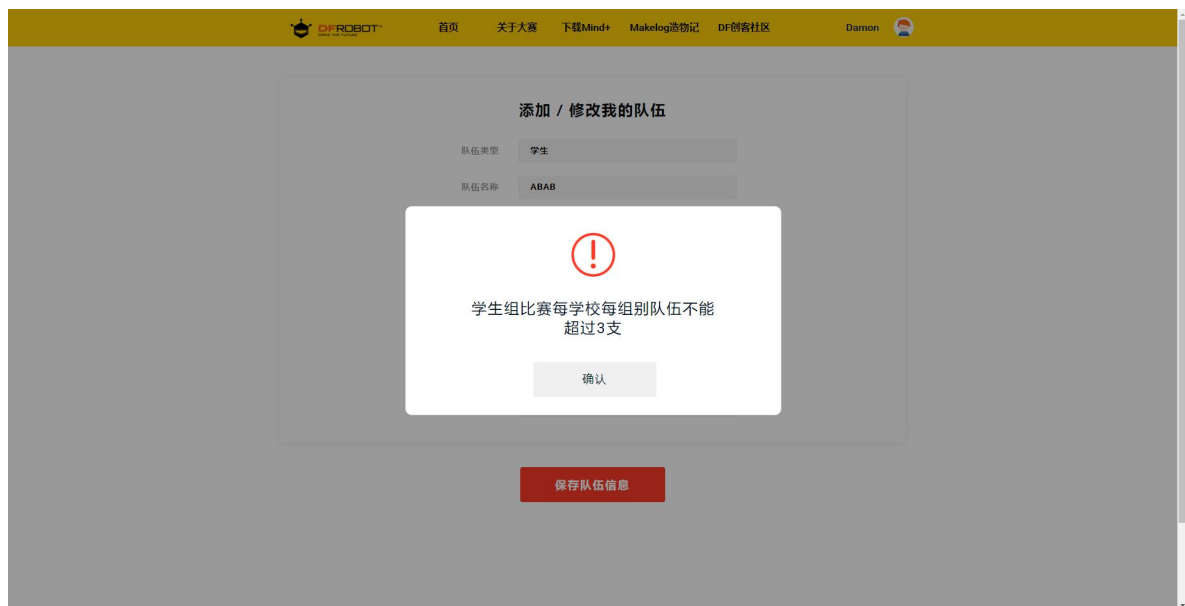 DFROBOT
首页 关于大赛 下载Mind+ Makelog造物记 DF创客社区 Damon
添加 / 修改我的队伍
队伍类型 学生
队伍名称 ABAB
学生组比赛每学校每组别队伍不能
超过3支
确认
保存队伍信息